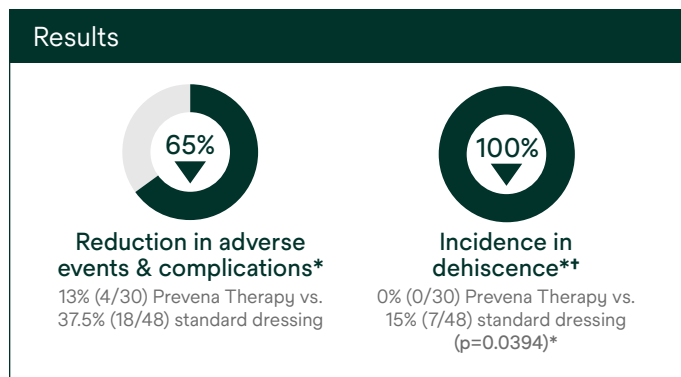 Results
65%
Reduction in adverse
events & complications*
13% (4/30) Prevena Therapy vs.
37.5% (18/48) standard dressing
100%
Incidence in
dehiscence*†
0% (0/30) Prevena Therapy vs.
15% (7/48) standard dressing
(p=0.0394)*